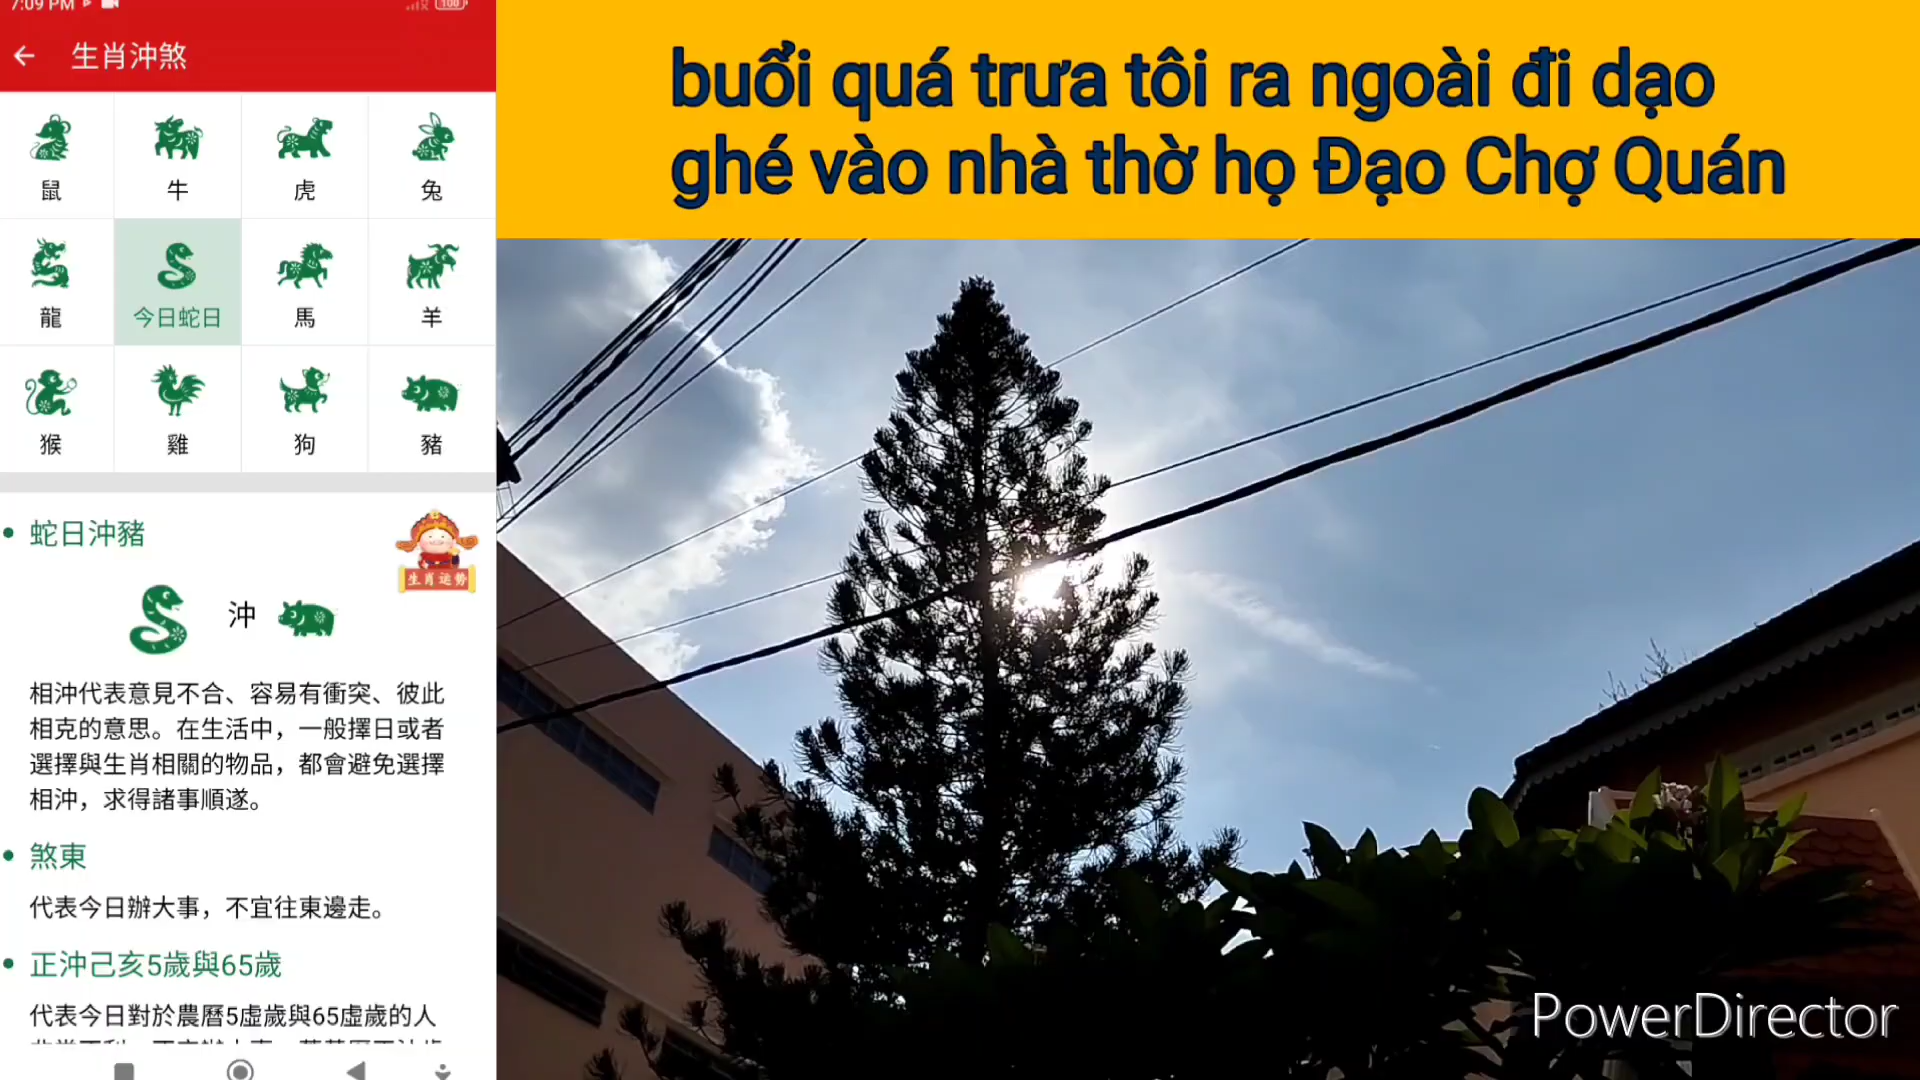 7:09 PM
100
生肖沖煞
鼠
牛
虎
兔
龍
今日蛇日
馬
羊
猴
雞
狗
豬
蛇日沖豬
生肖运势
沖
相沖代表意見不合、容易有衝突、彼此
相克的意思。在生活中，一般擇日或者
選擇與生肖相關的物品，都會避免選擇
相沖，求得諸事順遂。
煞東
代表今日辦大事，不宜往東邊走。
正沖己亥5歲與65歲
代表今日對於農曆5虛歲與65虛歲的人
buổi quá trưa tôi ra ngoài đi dạo
ghé vào nhà thờ họ Đạo Chợ Quán
PowerDirector